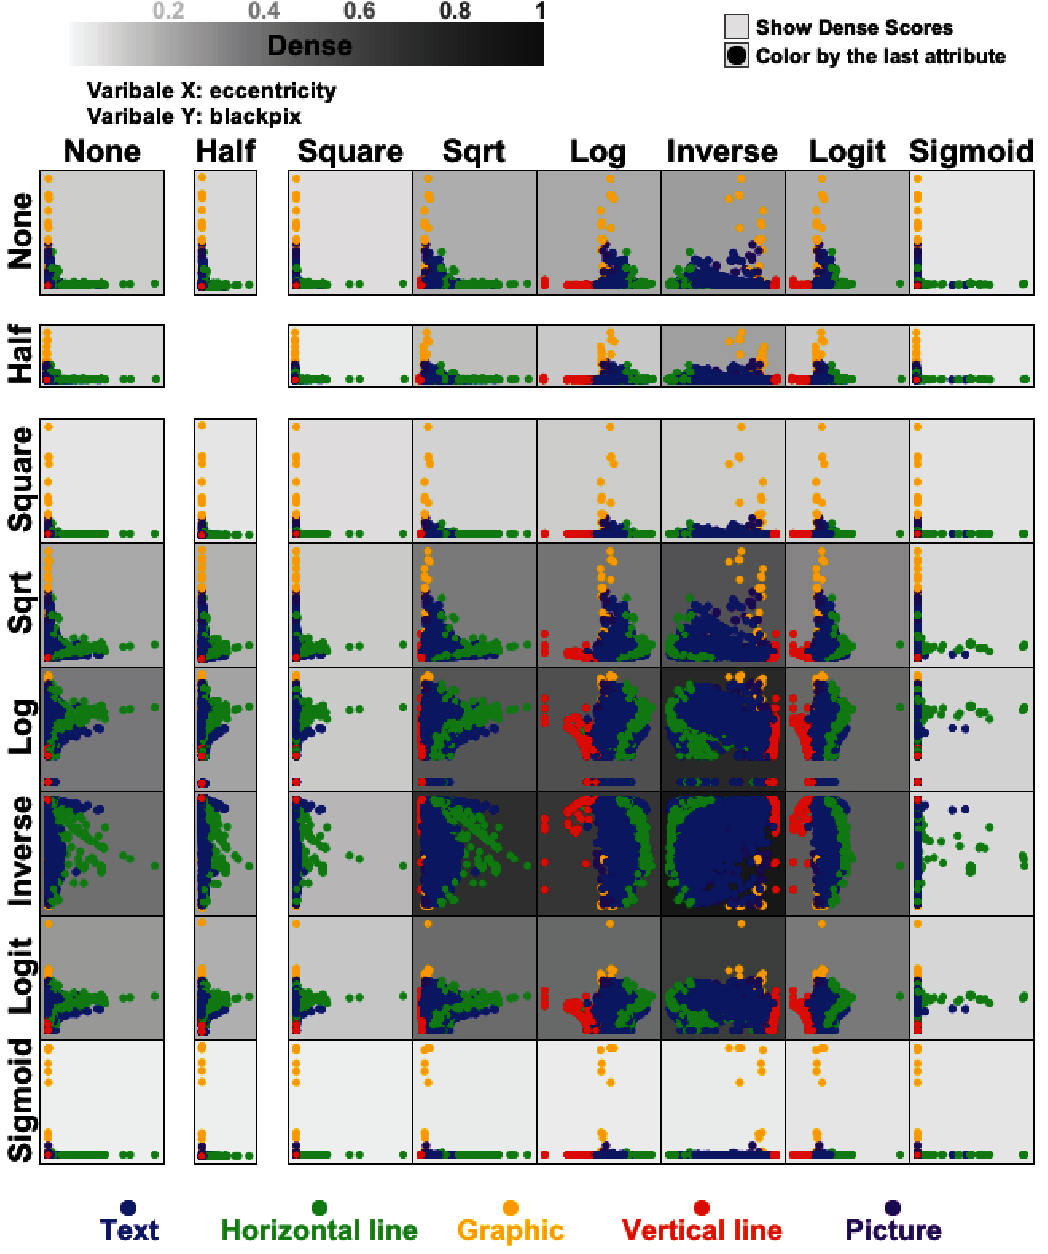 0.2 0.4 0.6 0.8 1
Dense
Show Dense Scores
Color by the last attribute
Varibale X: eccentricity
Varibale Y: blackpix
None Half Square Sqrt Log Inverse Logit Sigmoid
None
Half
Square
Sqrt
Log
Inverse
Logit
Sigmoid
Text Horizontal line Graphic Vertical line Picture